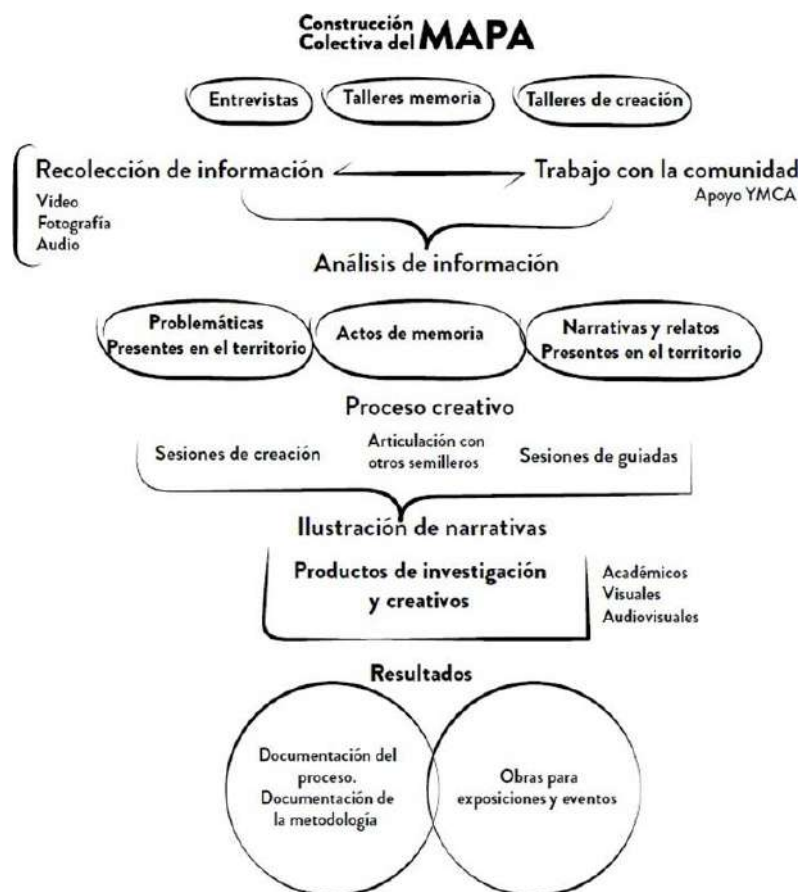 Construcción
Colectiva del MAPA
Entrevistas
Talleres memoria
Talleres de creación
Recolección de información
Trabajo con la comunidad
Video
Fotografía
Audio
Apoyo YMCA
Análisis de información
Problemáticas
Presentes en el territorio
Actos de memoria
Narrativas y relatos
Presentes en el territorio
Proceso creativo
Sesiones de creación
Articulación con
otros semilleros
Sesiones de guiadas
Ilustración de narrativas
Productos de investigación
y creativos
Académicos
Visuales
Audiovisuales
Resultados
Documentación del
proceso.
Documentación de
la metodología
Obras para
exposiciones y eventos